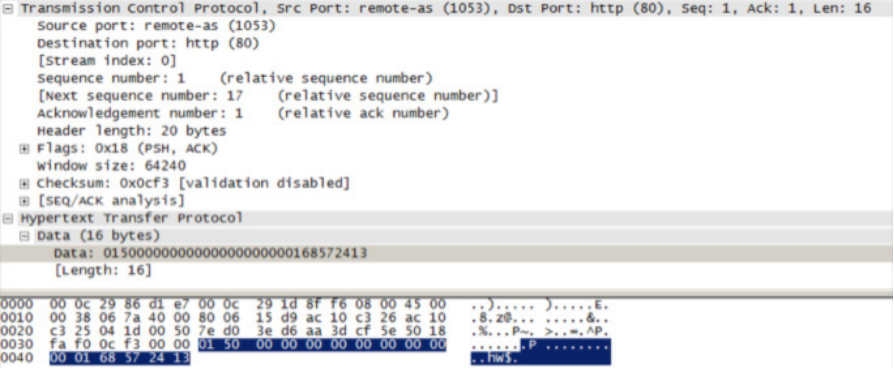 Transmission Control Protocol, Src Port: remote-as (1053), Dst Port: http (80), Seq: 1, Ack: 1, Len: 16
Source port: remote-as (1053)
Destination port: http (80)
[Stream index: 0]
Sequence number: 1 (relative sequence number)
[Next sequence number: 17 (relative sequence number)]
Acknowledgement number: 1 (relative ack number)
Header length: 20 bytes
Flags: 0x18 (PSH, ACK)
Window size: 64240
Checksum: 0x0cf3 [validation disabled]
[SEQ/ACK analysis]
Hypertext Transfer Protocol
Data (16 bytes)
Data: 01500000000000000000000168572413
[Length: 16]
0000 00 0c 29 86 d1 e7 00 0c 29 1d 8f f6 08 00 45 00 ..)..... ).....E.
0010 00 38 06 7a 40 00 80 06 15 d9 ac 10 c3 26 ac 10 .8.z@... .....&..
0020 c3 25 04 1d 00 50 7e d0 3e d6 aa 3d cf 5e 50 18 .%...P~. >..=.^P.
0030 fa f0 0c f3 00 00 01 50 00 00 00 00 00 00 00 00 .......P ........
0040 00 01 68 57 24 13 ..hW$.